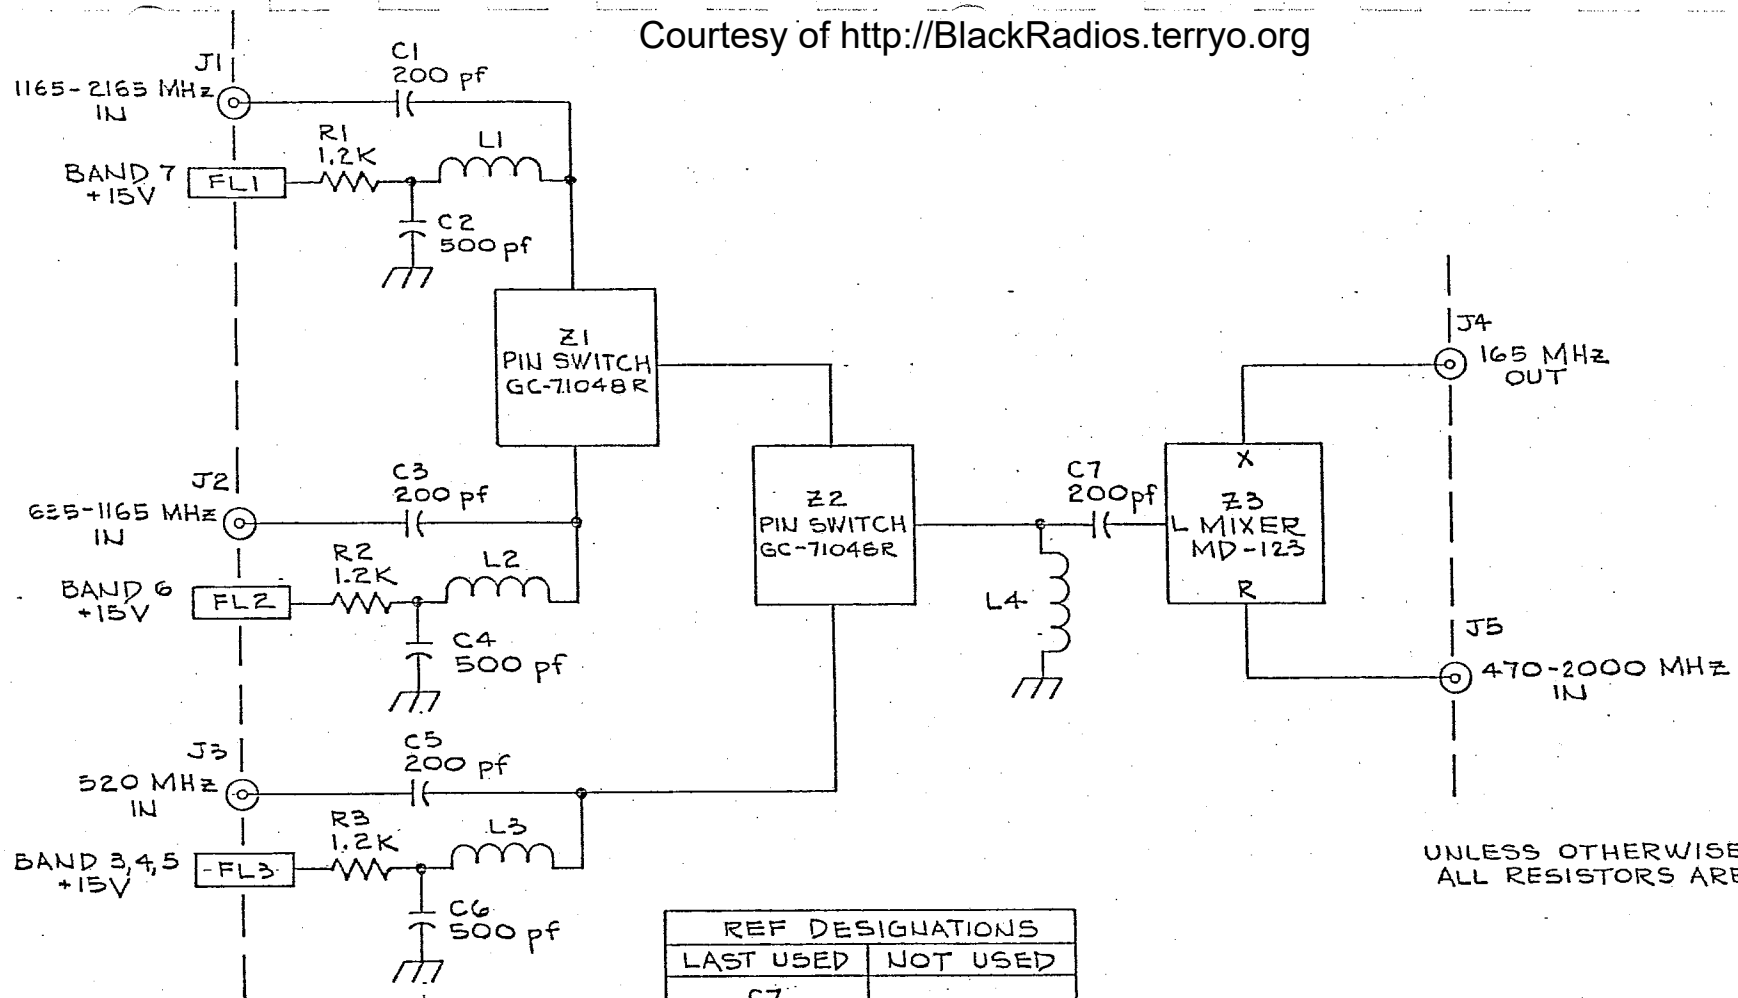 Courtesy of http://BlackRadios.terryo.org
J1
1165-2165 MHz
IN
C1
200 pf
BAND 7
+15V
FL1
R1
1.2K
L1
C2
500 pf
Z1
PIN SWITCH
GC-71048R
J2
635-1165 MHz
IN
C3
200 pf
BAND 6
+15V
FL2
R2
1.2K
L2
C4
500 pf
Z2
PIN SWITCH
GC-71048R
L4
C7
200pf
X
Z3
L MIXER
MD-123
R
J4
165 MHz
OUT
J5
470-2000 MHz
IN
J3
520 MHz
IN
C5
200 pf
BAND 3,4,5
+15V
FL3
R3
1.2K
L3
C6
500 pf
UNLESS OTHERWISE
ALL RESISTORS ARE
REF DESIGNATIONS
LAST USED
NOT USED
C7